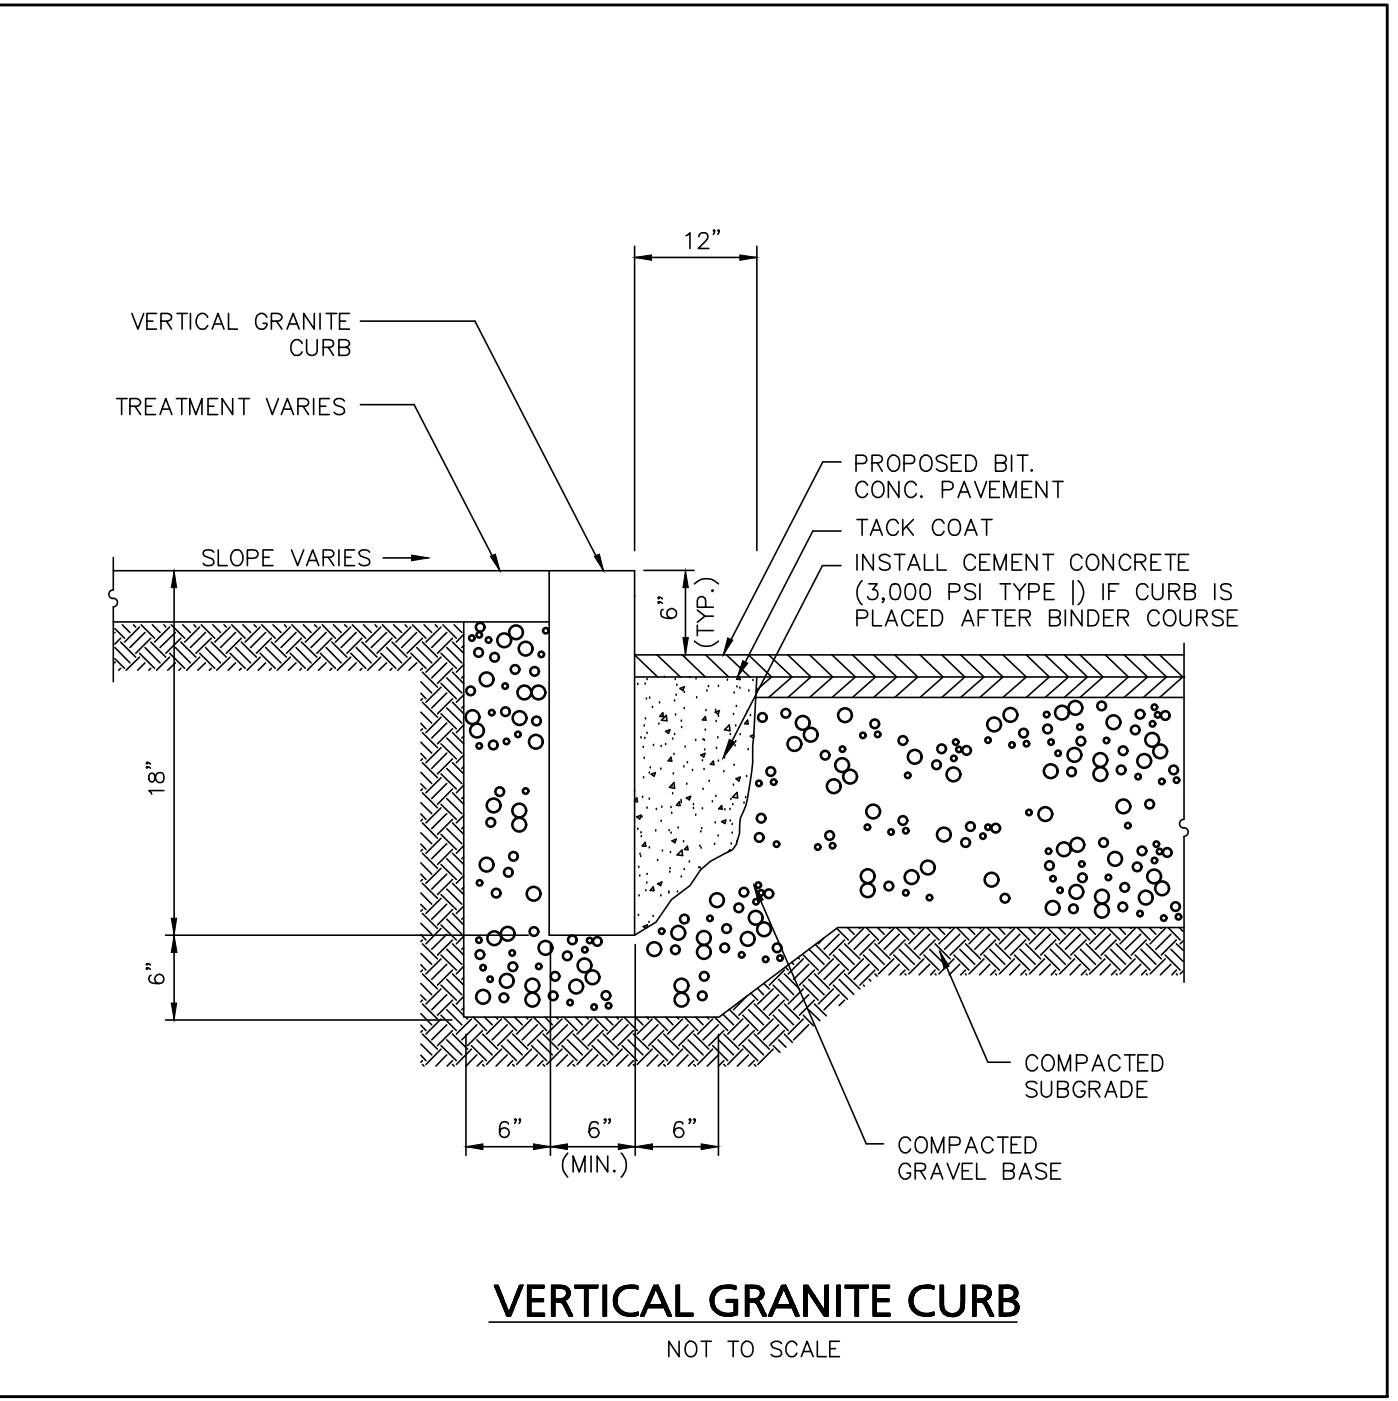 12”
VERTICAL GRANITE
CURB
TREATMENT VARIES
PROPOSED BIT.
CONC. PAVEMENT
TACK COAT
SLOPE VARIES
INSTALL CEMENT CONCRETE
(3,000 PSI TYPE |) IF CURB IS
PLACED AFTER BINDER COURSE
6”
(TYP.)
18”
6”
COMPACTED
SUBGRADE
6”
6”
6”
(MIN.)
COMPACTED
GRAVEL BASE
VERTICAL GRANITE CURB
NOT TO SCALE